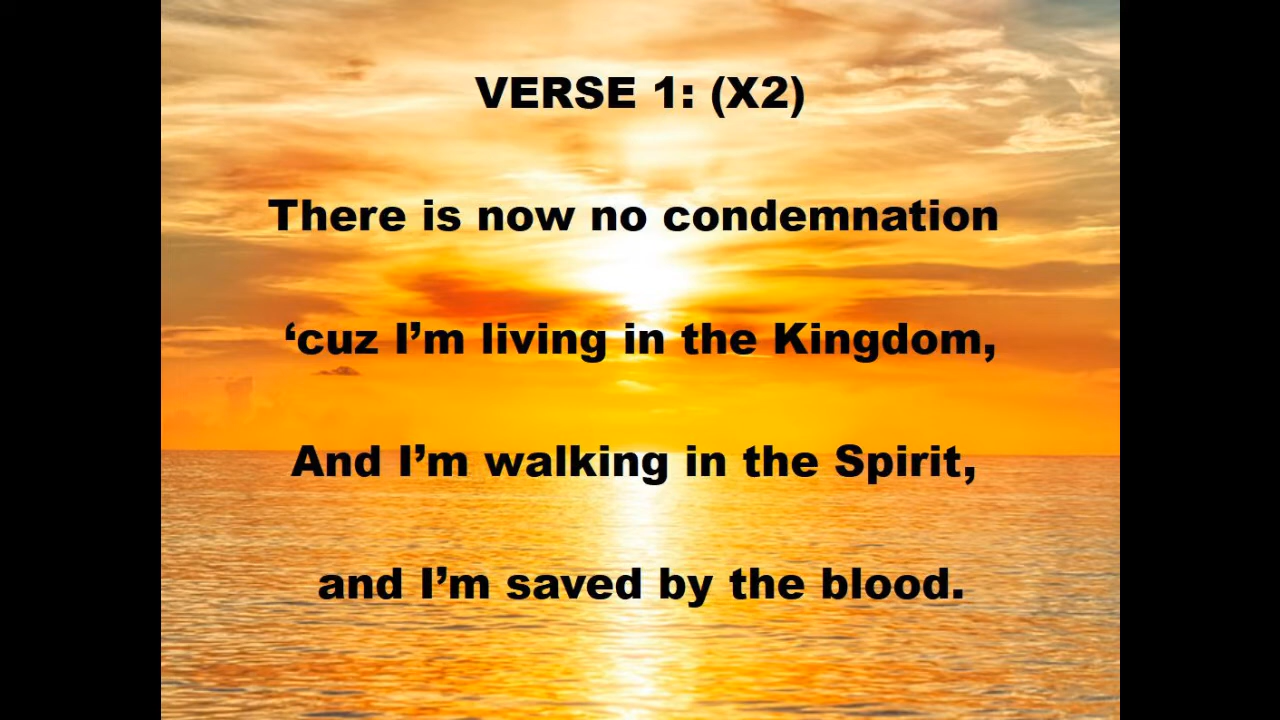 VERSE 1: (X2)
There is now no condemnation
‘cuz I’m living in the Kingdom,
And I’m walking in the Spirit,
and I’m saved by the blood.